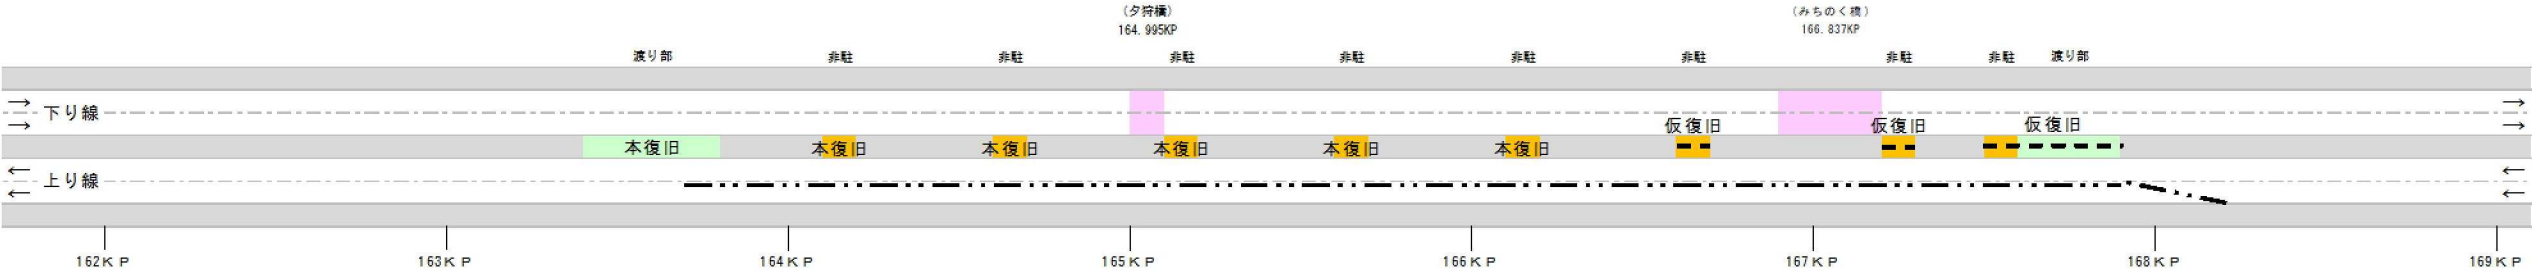 (夕狩橋)
164.995KP
(みちのく橋)
166.837KP
渡り部
非駐
非駐
非駐
非駐
非駐
非駐
非駐
非駐
渡り部
下り線
仮復旧
仮復旧
仮復旧
本復旧
本復旧
本復旧
本復旧
本復旧
本復旧
上り線
162KP
163KP
164KP
165KP
166KP
167KP
168KP
169KP